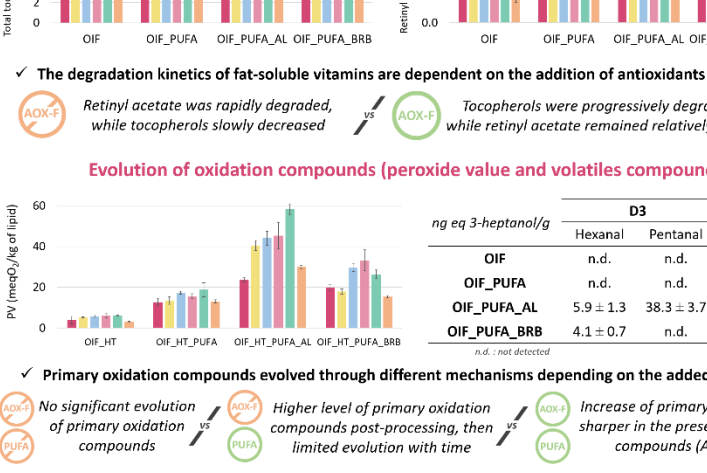 Total to
2
0
OIF
OIF_PUFA
OIF_PUFA_AL
OIF_PUFA_BRB
Retinyl
0.0
OIF
OIF_PUFA
OIF_PUFA_AL
✓ The degradation kinetics of fat-soluble vitamins are dependent on the addition of antioxidants
AOX-F
Retinyl acetate was rapidly degraded,
while tocopherols slowly decreased
vs
AOX-F
Tocopherols were progressively degra
while retinyl acetate remained relatively
Evolution of oxidation compounds (peroxide value and volatiles compoun
PV (meqO₂/kg of lipid)
60
40
20
0
OIF_HT
OIF_HT_PUFA
OIF_HT_PUFA_AL
OIF_HT_PUFA_BRB
ng eq 3-heptanol/g
D3
Hexanal Pentanal
OIF n.d. n.d.
OIF_PUFA n.d. n.d.
OIF_PUFA_AL 5.9 ± 1.3 38.3 ± 3.7
OIF_PUFA_BRB 4.1 ± 0.7 n.d.
n.d. : not detected
✓ Primary oxidation compounds evolved through different mechanisms depending on the added
AOX-F
PUFA
No significant evolution
of primary oxidation
compounds
vs
AOX-F
PUFA
Higher level of primary oxidation
compounds post-processing, then
limited evolution with time
vs
AOX-F
PUFA
Increase of primary
sharper in the prese
compounds (A